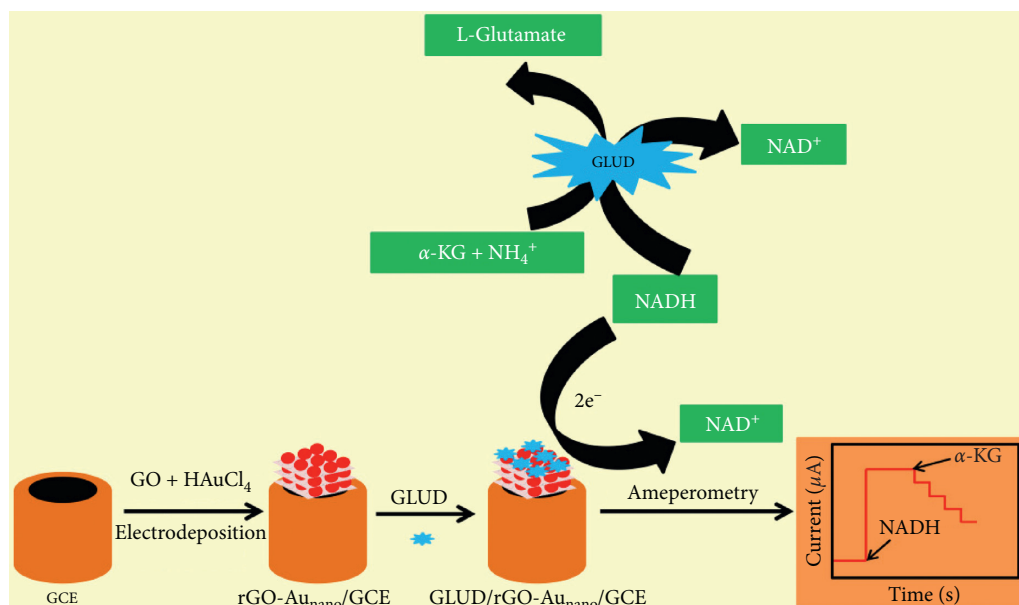 L-Glutamate
NAD⁺
GLUD
α-KG + NH₄⁺
NADH
2e⁻
NAD⁺
GO + HAuCl₄
Electrodeposition
GLUD
Ameperometry
Current (μA)
α-KG
NADH
Time (s)
GCE
rGO-Auₙₐₙₒ/GCE
GLUD/rGO-Auₙₐₙₒ/GCE